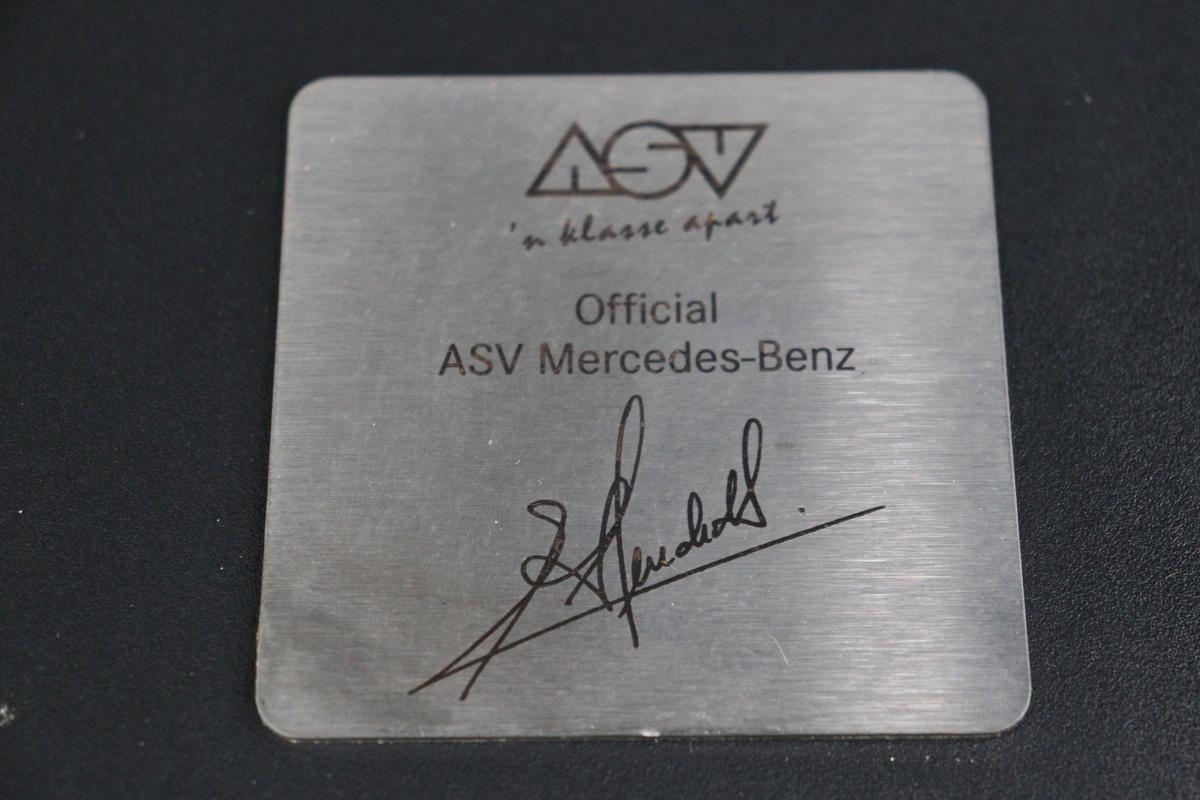 ASV
'n klasse apart
Official
ASV Mercedes-Benz